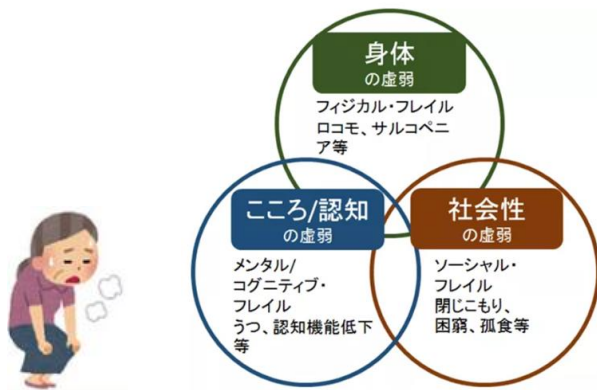 身体
の虚弱
フィジカル・フレイル
ロコモ、サルコペニ
ア等
こころ/認知
の虚弱
メンタル/
コグニティブ・
フレイル
うつ、認知機能低下
等
社会性
の虚弱
ソーシャル・
フレイル
閉じこもり、
困窮、孤食等